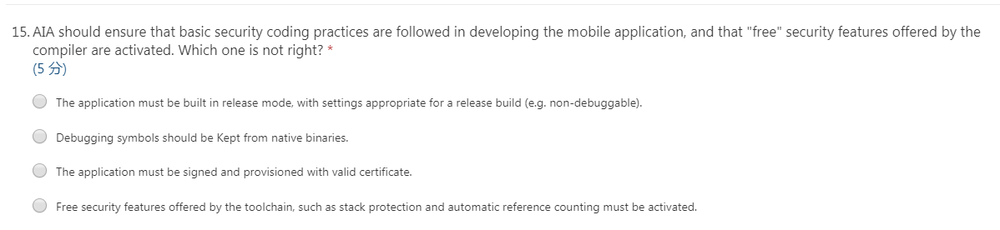 15. AIA should ensure that basic security coding practices are followed in developing the mobile application, and that "free" security features offered by the
compiler are activated. Which one is not right? *
(5 分)
The application must be built in release mode, with settings appropriate for a release build (e.g. non-debuggable).
Debugging symbols should be Kept from native binaries.
The application must be signed and provisioned with valid certificate.
Free security features offered by the toolchain, such as stack protection and automatic reference counting must be activated.